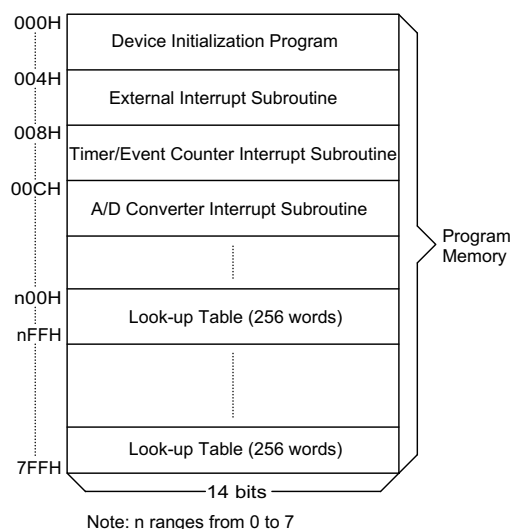 000H
Device Initialization Program
004H
External Interrupt Subroutine
008H
Timer/Event Counter Interrupt Subroutine
00CH
A/D Converter Interrupt Subroutine
Program
Memory
n00H
Look-up Table (256 words)
nFFH
Look-up Table (256 words)
7FFH
14 bits
Note: n ranges from 0 to 7